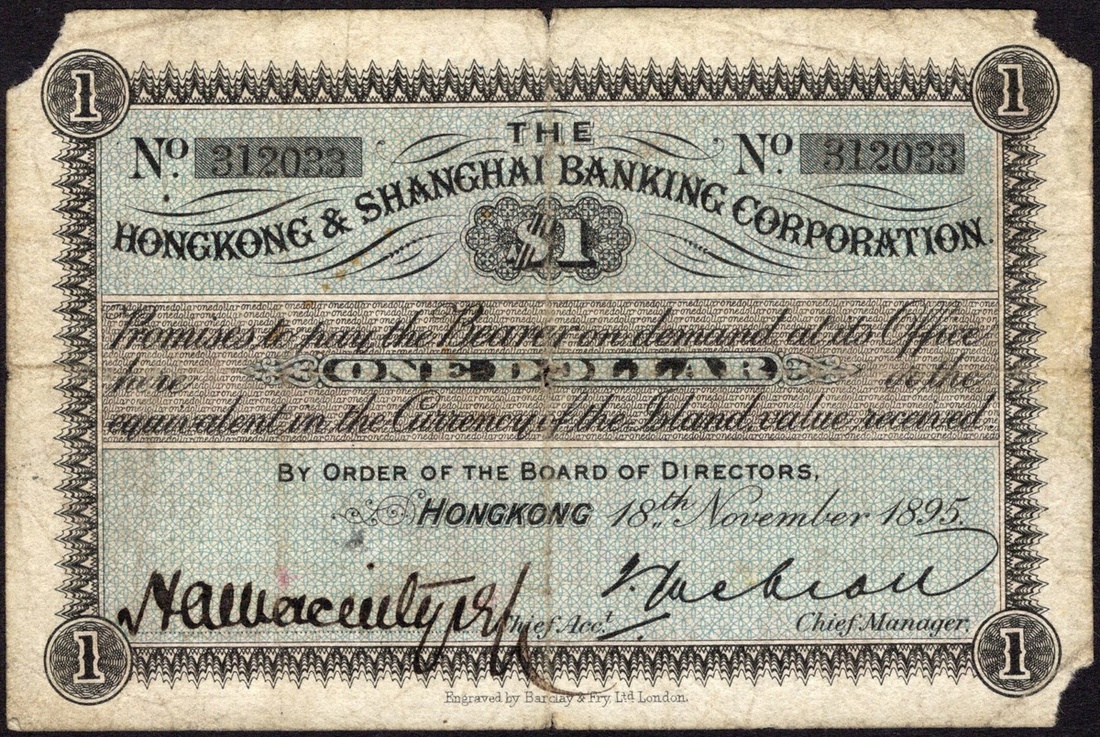 1 1
THE
No. 312033 No. 312033
HONGKONG & SHANGHAI BANKING CORPORATION.
$1
Promises to pay the Bearer on demand at its Office
here ONE DOLLAR or the
equivalent in the Currency of the Island, value received
BY ORDER OF THE BOARD OF DIRECTORS,
HONGKONG 18th November 1895.
Chief Acct. Chief Manager
1 1
Engraved by Barclay & Fry, Ltd. London.